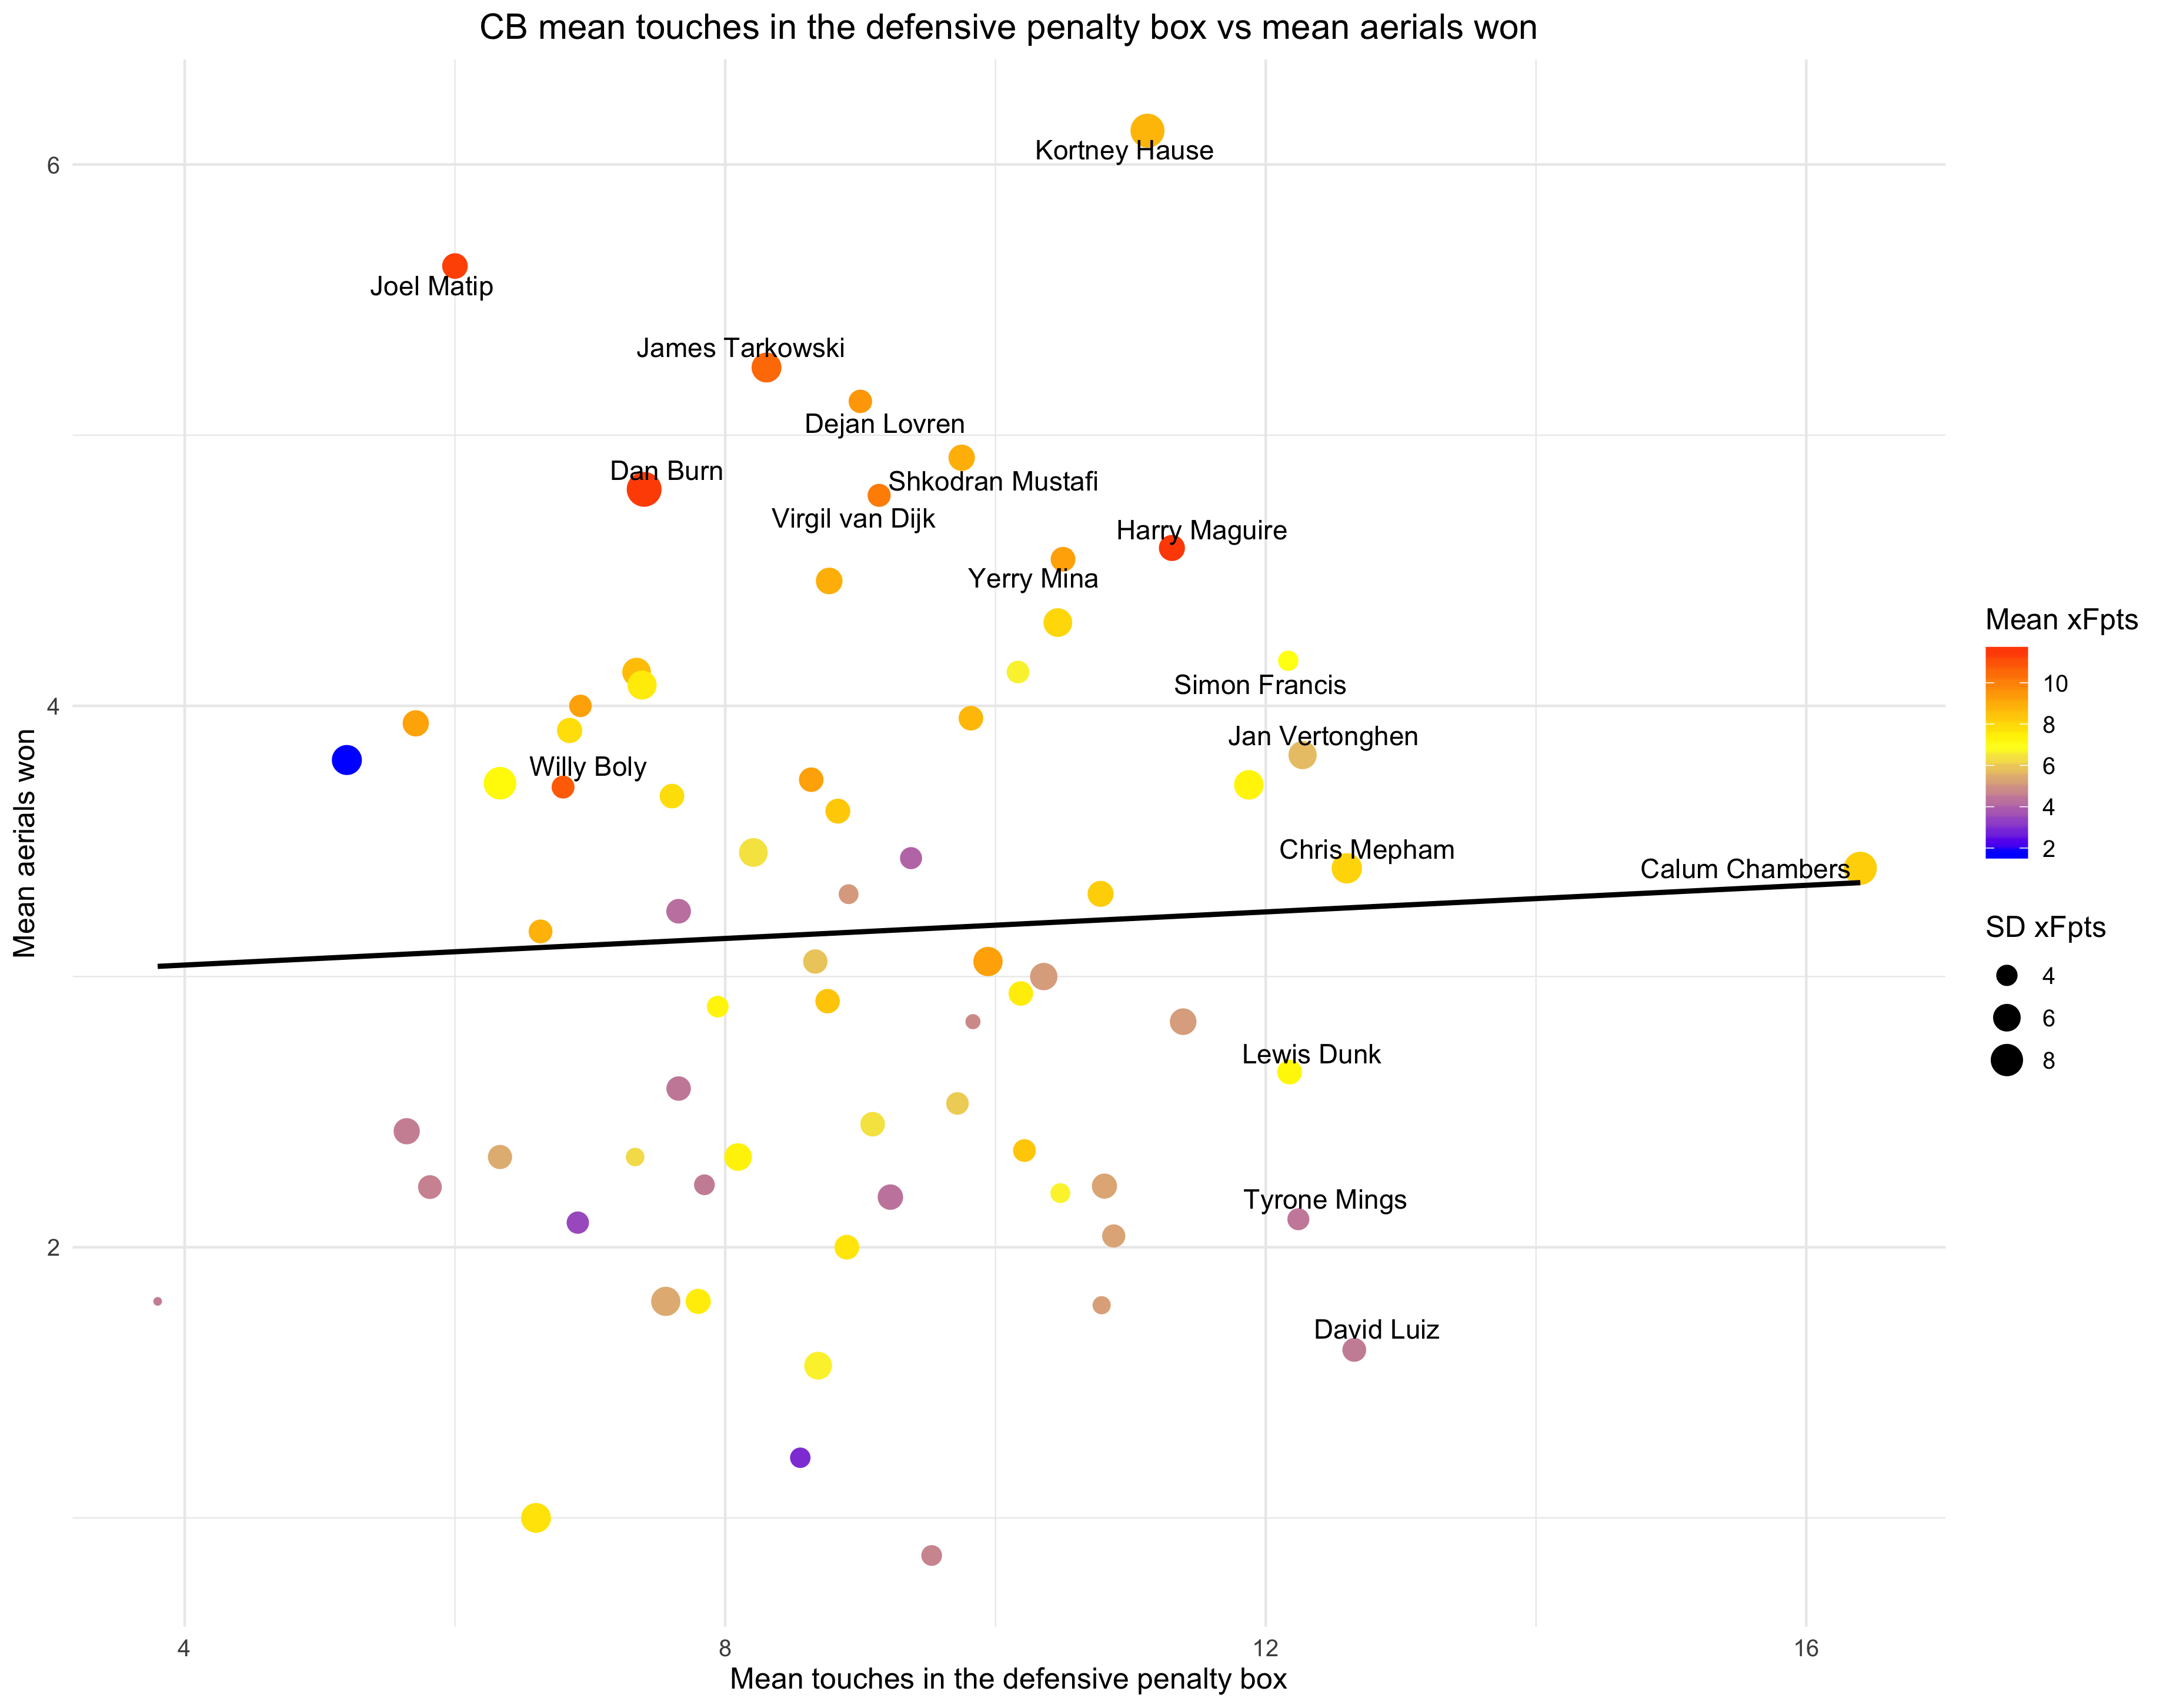 CB mean touches in the defensive penalty box vs mean aerials won
6
Kortney Hause
Joel Matip
James Tarkowski
Dejan Lovren
Dan Burn
Shkodran Mustafi
Virgil van Dijk
Harry Maguire
Yerry Mina
Simon Francis
4
Jan Vertonghen
Willy Boly
Chris Mepham
Calum Chambers
Mean aerials won
Lewis Dunk
Tyrone Mings
2
David Luiz
4
8
12
16
Mean touches in the defensive penalty box
Mean xFpts
10
8
6
4
2
SD xFpts
4
6
8